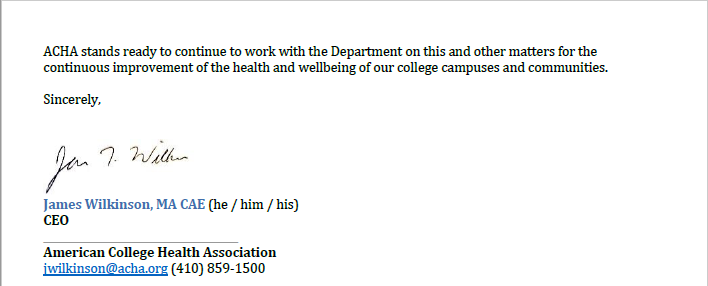 ACHA stands ready to continue to work with the Department on this and other matters for the
continuous improvement of the health and wellbeing of our college campuses and communities.
Sincerely,
James Wilkinson, MA CAE (he / him / his)
CEO
American College Health Association
jwilkinson@acha.org (410) 859-1500